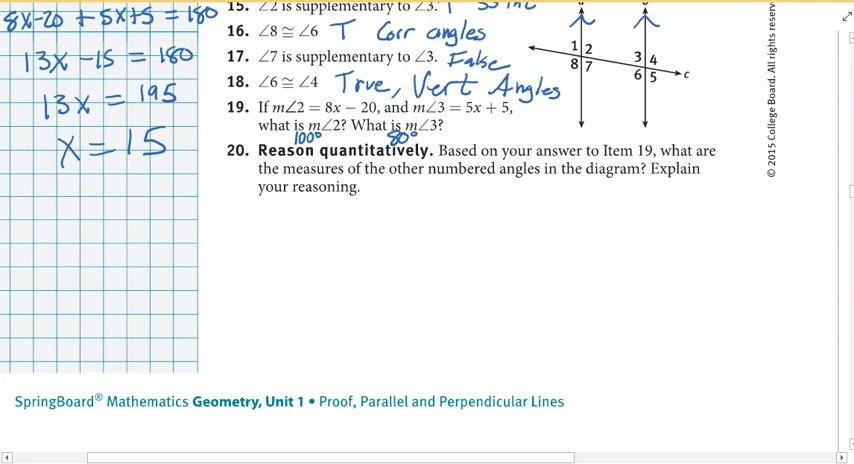 8x-20 + 5x+5 = 180
13x - 15 = 180
13x = 195
x = 15
15. ∠2 is supplementary to ∠3. T SS int
16. ∠8 ≅ ∠6 T Corr angles
17. ∠7 is supplementary to ∠3. False
18. ∠6 ≅ ∠4 True, Vert Angles
19. If m∠2 = 8x − 20, and m∠3 = 5x + 5,
what is m∠2? What is m∠3?
100° 80°
20. Reason quantitatively. Based on your answer to Item 19, what are
the measures of the other numbered angles in the diagram? Explain
your reasoning.
1 2
8 7
3 4
6 5
c
© 2015 College Board. All rights reserv
SpringBoard® Mathematics Geometry, Unit 1 • Proof, Parallel and Perpendicular Lines